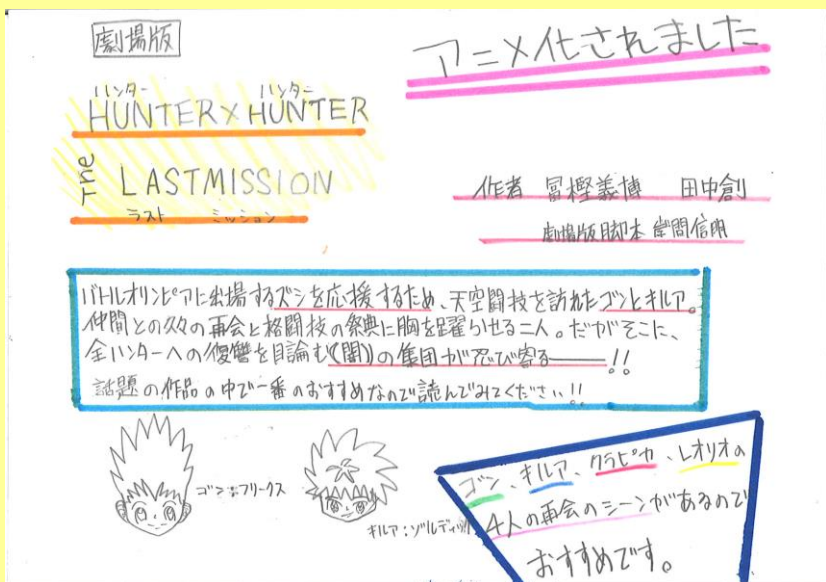 劇場版
アニメ化されました
ハンター ハンター
HUNTER×HUNTER
The LASTMISSION
ラスト ミッション
作者 冨樫義博 田中創
劇場版脚本 岸間信明
バトルオリンピアに出場するズシを応援するため、天空闘技を訪れたゴンとキルア。
仲間との久々の再会と格闘技の祭典に胸を躍らせる二人。だがそこに、
全ハンターへの復讐を目論む《闇》の集団が忍び寄る――!!
話題の作品の中で一番のおすすめなので読んでみてください!!
ゴン=フリークス
キルア:ゾルディック
ゴン、キルア、クラピカ、レオリオの
4人の再会のシーンがあるので
おすすめです。